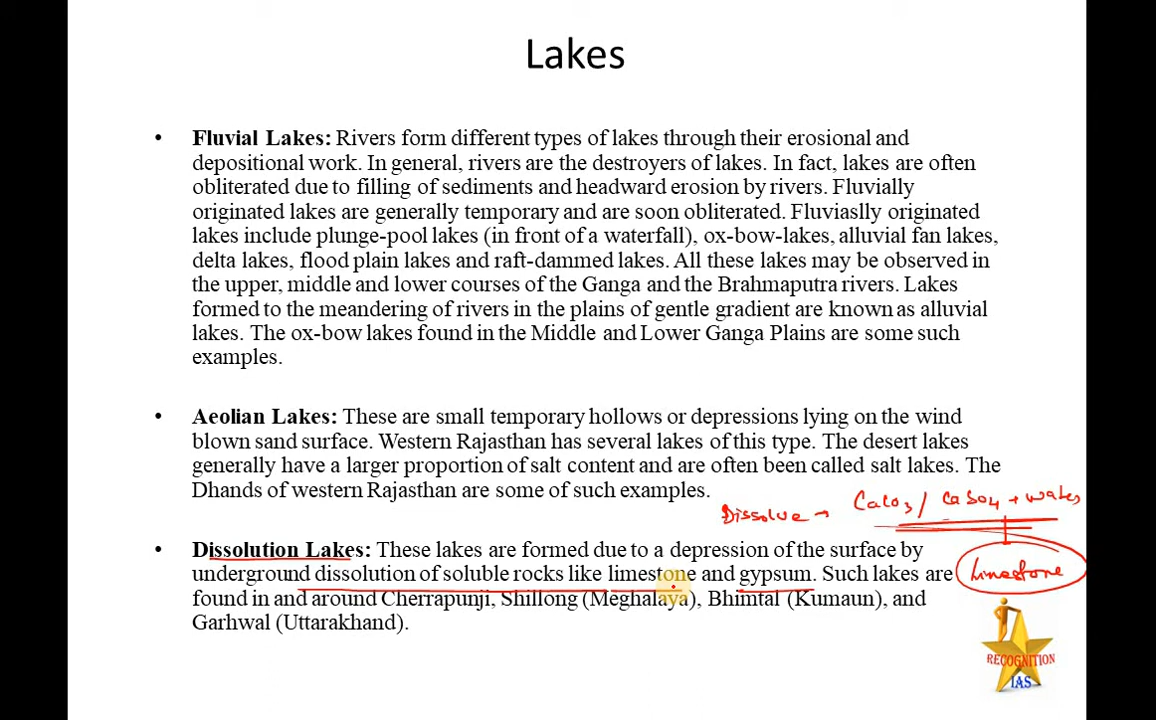 Lakes
• Fluvial Lakes: Rivers form different types of lakes through their erosional and
depositional work. In general, rivers are the destroyers of lakes. In fact, lakes are often
obliterated due to filling of sediments and headward erosion by rivers. Fluvially
originated lakes are generally temporary and are soon obliterated. Fluviaslly originated
lakes include plunge-pool lakes (in front of a waterfall), ox-bow-lakes, alluvial fan lakes,
delta lakes, flood plain lakes and raft-dammed lakes. All these lakes may be observed in
the upper, middle and lower courses of the Ganga and the Brahmaputra rivers. Lakes
formed to the meandering of rivers in the plains of gentle gradient are known as alluvial
lakes. The ox-bow lakes found in the Middle and Lower Ganga Plains are some such
examples.
• Aeolian Lakes: These are small temporary hollows or depressions lying on the wind
blown sand surface. Western Rajasthan has several lakes of this type. The desert lakes
generally have a larger proportion of salt content and are often been called salt lakes. The
Dhands of western Rajasthan are some of such examples.
Dissolve → CaCO3 / CaSO4 + water
• Dissolution Lakes: These lakes are formed due to a depression of the surface by
underground dissolution of soluble rocks like limestone and gypsum. Such lakes are
Limestone
found in and around Cherrapunji, Shillong (Meghalaya), Bhimtal (Kumaun), and
Garhwal (Uttarakhand).
RECOGNITION
IAS